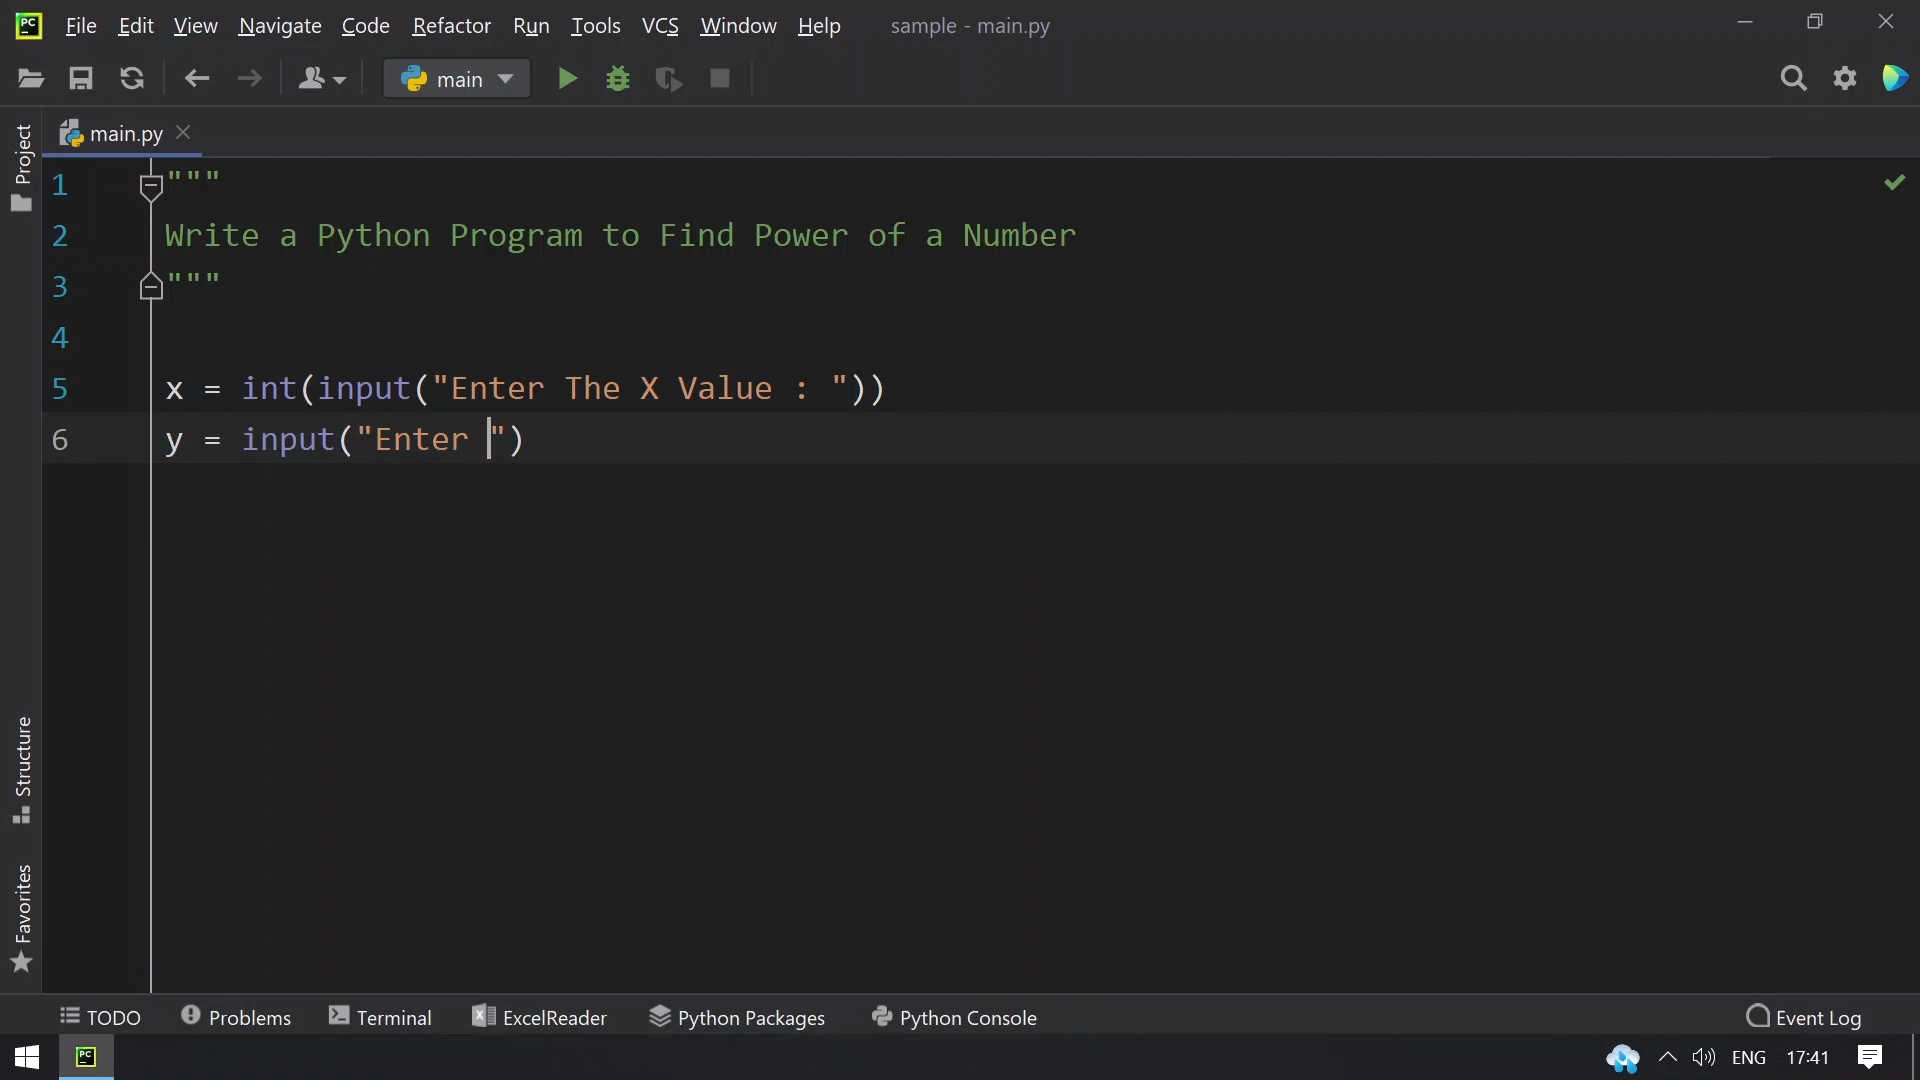 PC File Edit View Navigate Code Refactor Run Tools VCS Window Help sample - main.py
main
Project
main.py
1 """
2 Write a Python Program to Find Power of a Number
3 """
4
5 x = int(input("Enter The X Value : "))
6 y = input("Enter ")
Structure
Favorites
TODO Problems Terminal ExcelReader Python Packages Python Console Event Log
PC ENG 17:41